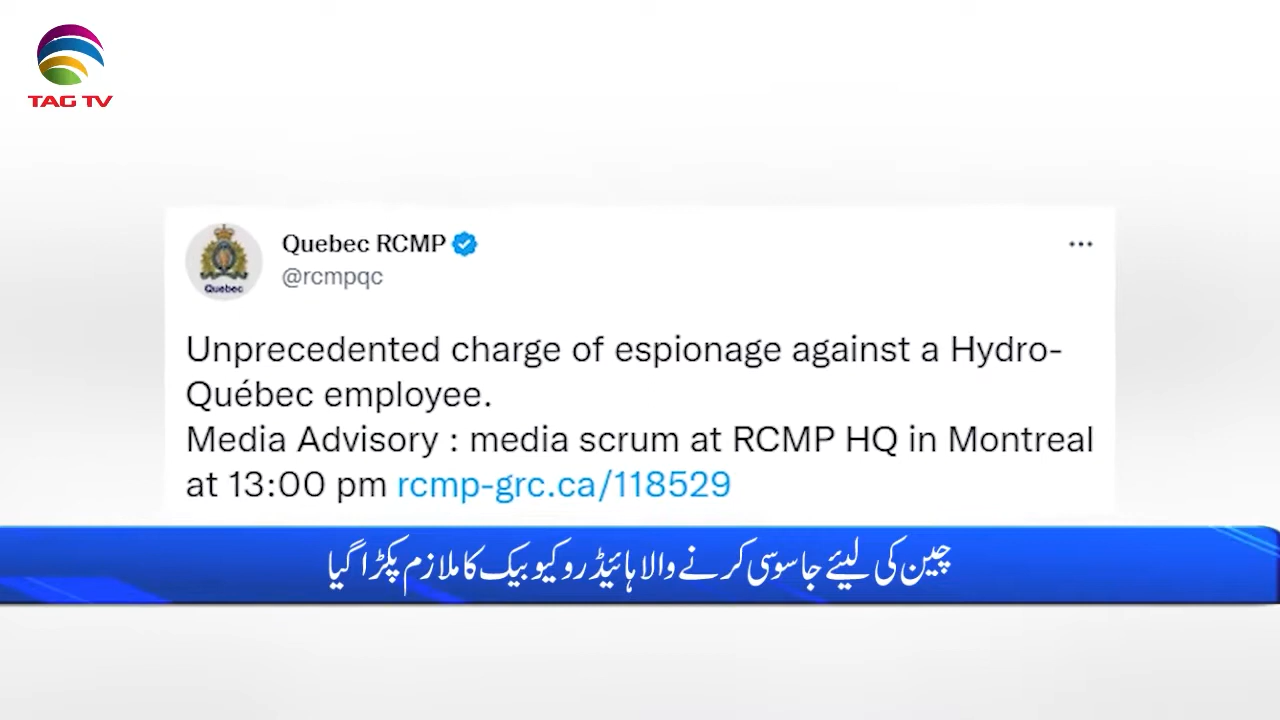 TAG TV
Quebec RCMP
@rcmpqc
Quebec
Unprecedented charge of espionage against a Hydro-
Québec employee.
Media Advisory : media scrum at RCMP HQ in Montreal
at 13:00 pm rcmp-grc.ca/118529
چین کی لیئے جاسوسی کرنے والا ہائیڈرو کیوبیک کا ملازم پکڑا گیا